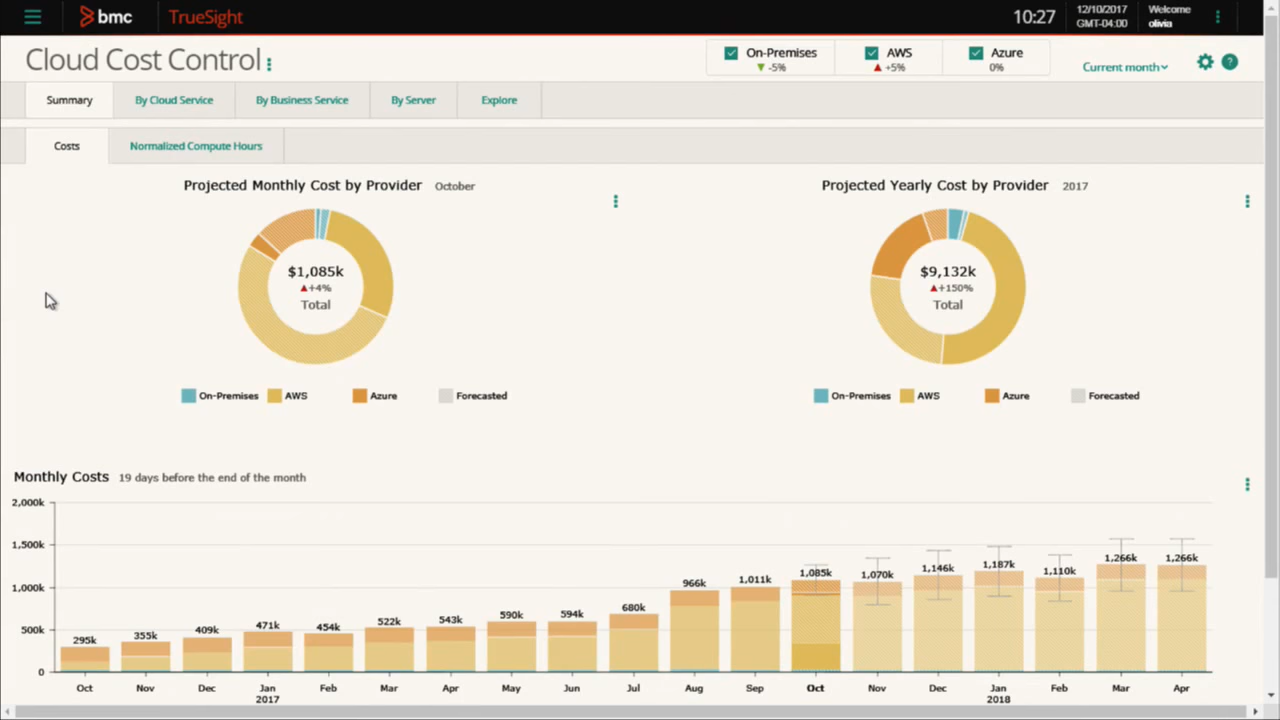 bmc TrueSight 10:27 12/10/2017 GMT-04:00 Welcome olivia
Cloud Cost Control
On-Premises -5% AWS +5% Azure 0% Current month ?
Summary By Cloud Service By Business Service By Server Explore
Costs Normalized Compute Hours
Projected Monthly Cost by Provider October
$1,085k
+4%
Total
On-Premises AWS Azure Forecasted
Projected Yearly Cost by Provider 2017
$9,132k
+150%
Total
On-Premises AWS Azure Forecasted
Monthly Costs 19 days before the end of the month
2,000k
1,500k
1,000k
500k
0
295k 355k 409k 471k 454k 522k 543k 590k 594k 680k 966k 1,011k 1,085k 1,070k 1,146k 1,187k 1,110k 1,266k 1,266k
Oct Nov Dec Jan Feb Mar Apr May Jun Jul Aug Sep Oct Nov Dec Jan Feb Mar Apr
2017 2018